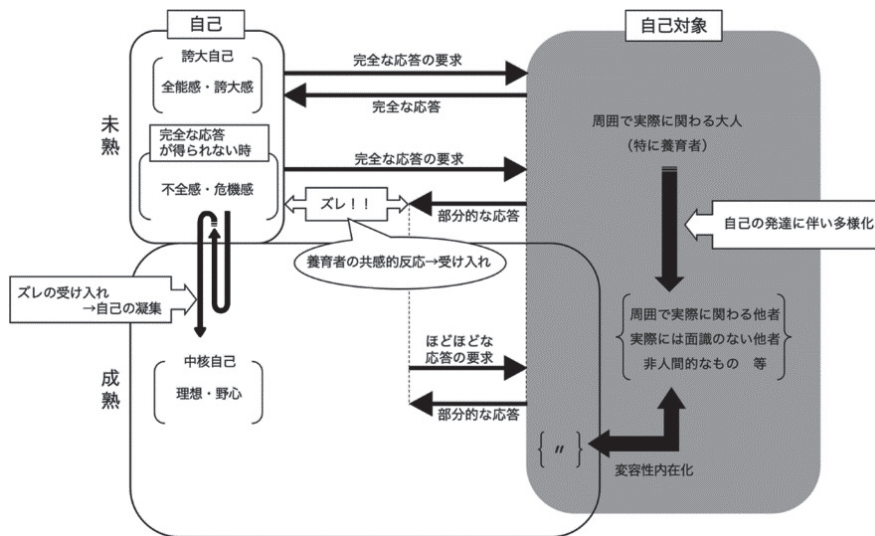 自己
自己対象
誇大自己
全能感・誇大感
完全な応答の要求
完全な応答
未熟
完全な応答
が得られない時
不全感・危機感
完全な応答の要求
ズレ！！
部分的な応答
養育者の共感的反応→受け入れ
周囲で実際に関わる大人
（特に養育者）
自己の発達に伴い多様化
ズレの受け入れ
→自己の凝集
成熟
中核自己
理想・野心
ほどほどな
応答の要求
部分的な応答
周囲で実際に関わる他者
実際には面識のない他者
非人間的なもの　等
〃
変容性内在化